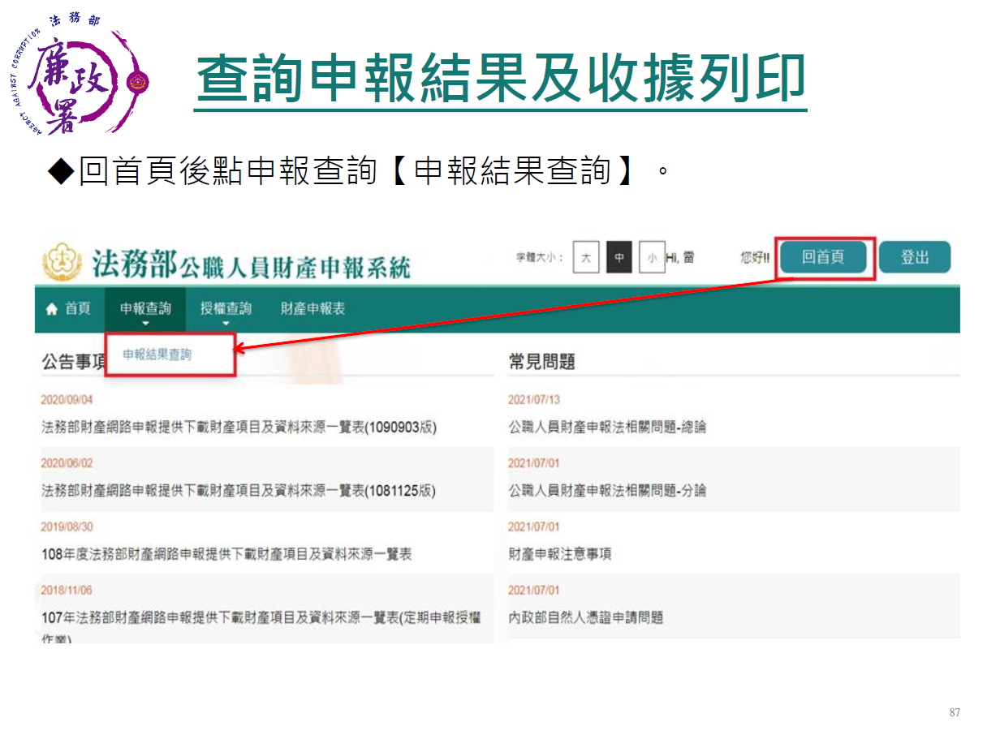 法務部
AGENCY AGAINST CORRUPTION
廉政署
查詢申報結果及收據列印
◆回首頁後點申報查詢【申報結果查詢】。
法務部公職人員財產申報系統
字體大小： 大 中 小 Hi, 雷 您好!! 回首頁 登出
首頁 申報查詢 授權查詢 財產申報表
申報結果查詢
公告事項
2020/09/04
法務部財產網路申報提供下載財產項目及資料來源一覽表(1090903版)
2020/06/02
法務部財產網路申報提供下載財產項目及資料來源一覽表(1081125版)
2019/08/30
108年度法務部財產網路申報提供下載財產項目及資料來源一覽表
2018/11/06
107年法務部財產網路申報提供下載財產項目及資料來源一覽表(定期申報授權
作業)
常見問題
2021/07/13
公職人員財產申報法相關問題-總論
2021/07/01
公職人員財產申報法相關問題-分論
2021/07/01
財產申報注意事項
2021/07/01
內政部自然人憑證申請問題
87